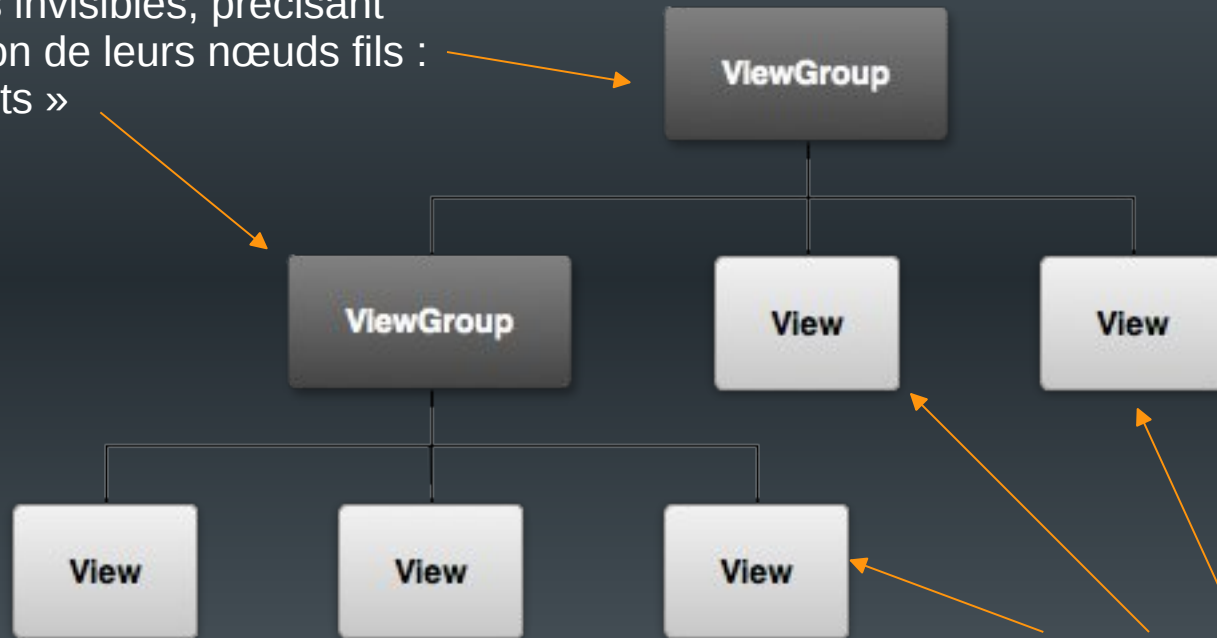 invisibles, précisant
on de leurs nœuds fils :
ts »
ViewGroup
ViewGroup
View
View
View
View
View